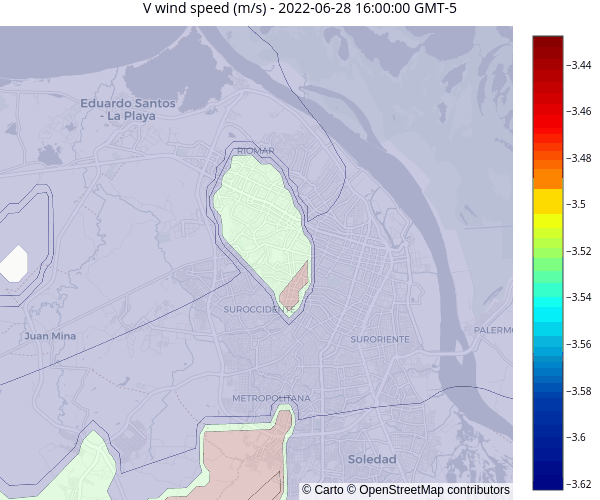 V wind speed (m/s) - 2022-06-28 16:00:00 GMT-5
−3.44
Eduardo Santos
- La Playa
−3.46
RIOMAR
−3.48
−3.5
−3.52
−3.54
SUROCCIDENTE
Juan Mina
SURORIENTE
PALERMO
−3.56
−3.58
METROPOLITANA
−3.6
Soledad
−3.62
© Carto © OpenStreetMap contributors